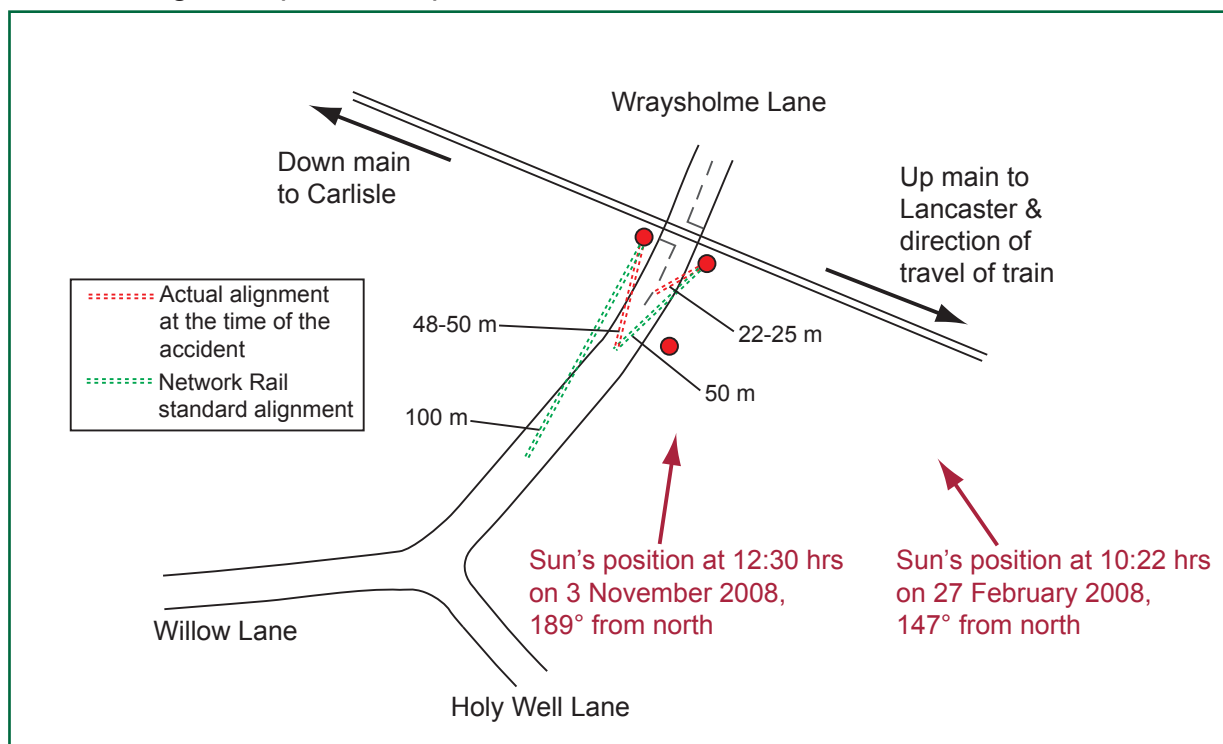 Wraysholme Lane
Down main
to Carlisle
Up main to
Lancaster &
direction of
travel of train
Actual alignment
at the time of the
accident
Network Rail
standard alignment
48-50 m
22-25 m
50 m
100 m
Sun's position at 12:30 hrs
on 3 November 2008,
189° from north
Sun's position at 10:22 hrs
on 27 February 2008,
147° from north
Willow Lane
Holy Well Lane